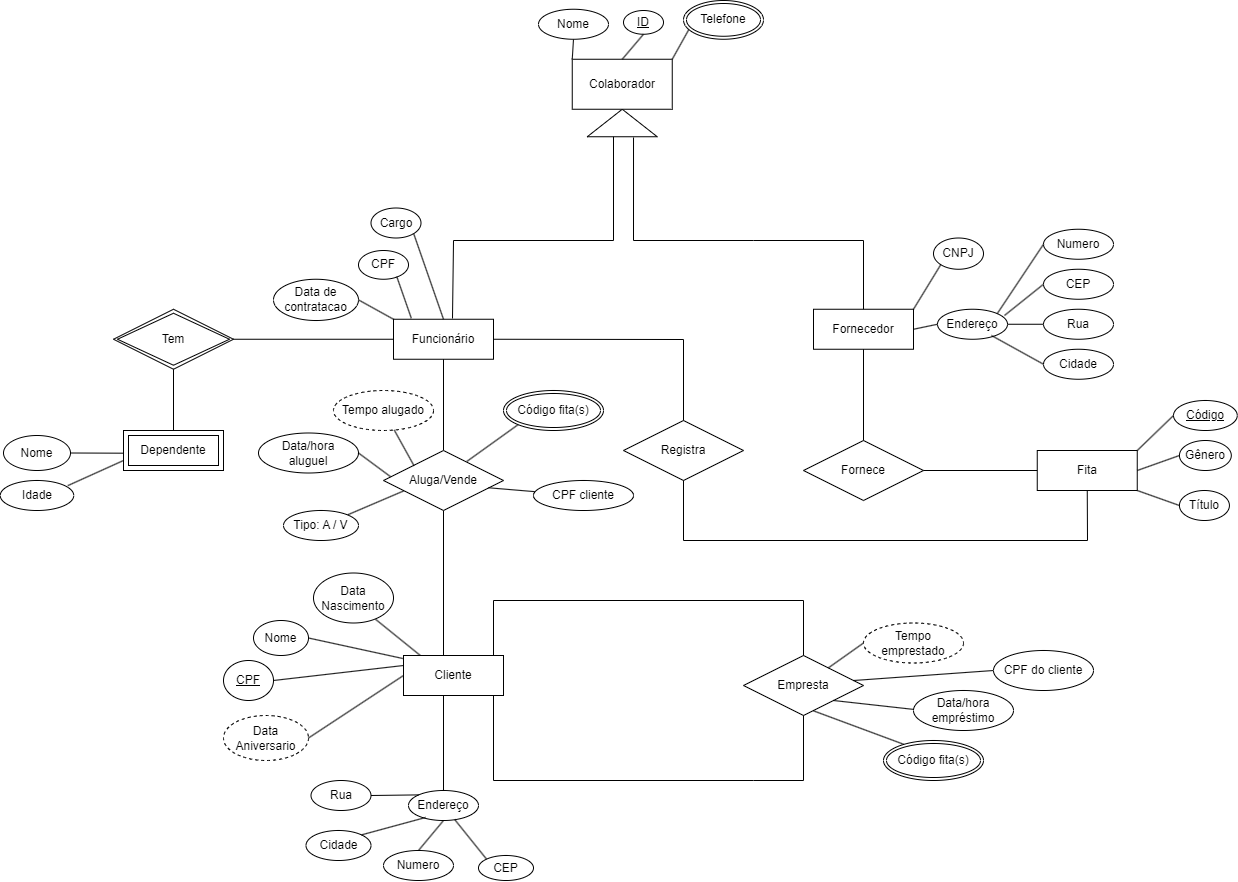 Nome
ID
Telefone
Colaborador
Cargo
CPF
Data de
contratacao
Funcionário
Tem
Dependente
Nome
Idade
CNPJ
Numero
CEP
Rua
Cidade
Endereço
Fornecedor
Tempo alugado
Código fita(s)
Data/hora
aluguel
Aluga/Vende
CPF cliente
Tipo: A / V
Registra
Fornece
Fita
Código
Gênero
Título
Data
Nascimento
Nome
CPF
Data
Aniversario
Cliente
Empresta
Tempo
emprestado
CPF do cliente
Data/hora
empréstimo
Código fita(s)
Endereço
Rua
Cidade
Numero
CEP